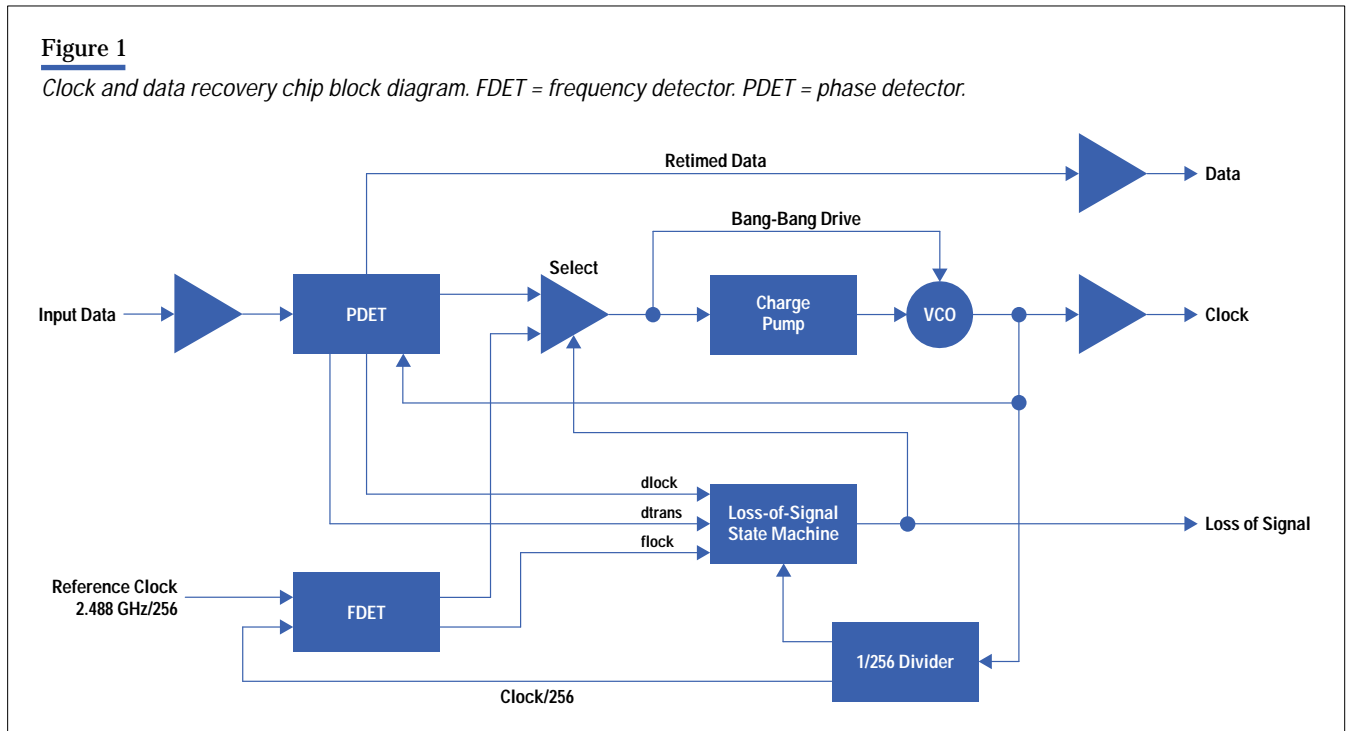 Figure 1
Clock and data recovery chip block diagram. FDET = frequency detector. PDET = phase detector.
Retimed Data
Data
Bang-Bang Drive
Select
Input Data
PDET
Charge
Pump
VCO
Clock
dlock
dtrans
flock
Loss-of-Signal
State Machine
Loss of Signal
Reference Clock
2.488 GHz/256
FDET
1/256 Divider
Clock/256